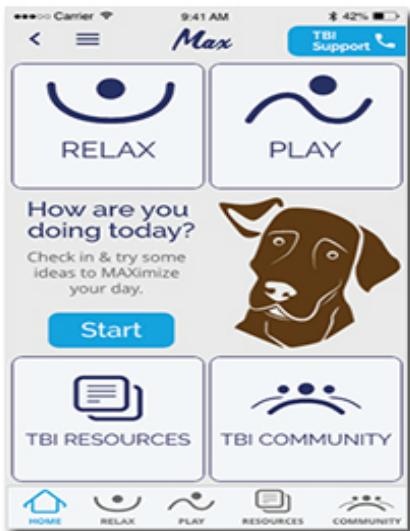 Carrier 9:41 AM 42%
Max
TBI
Support
RELAX
PLAY
How are you
doing today?
Check in & try some
ideas to MAXimize
your day.
Start
TBI RESOURCES
TBI COMMUNITY
HOME RELAX PLAY RESOURCES COMMUNITY